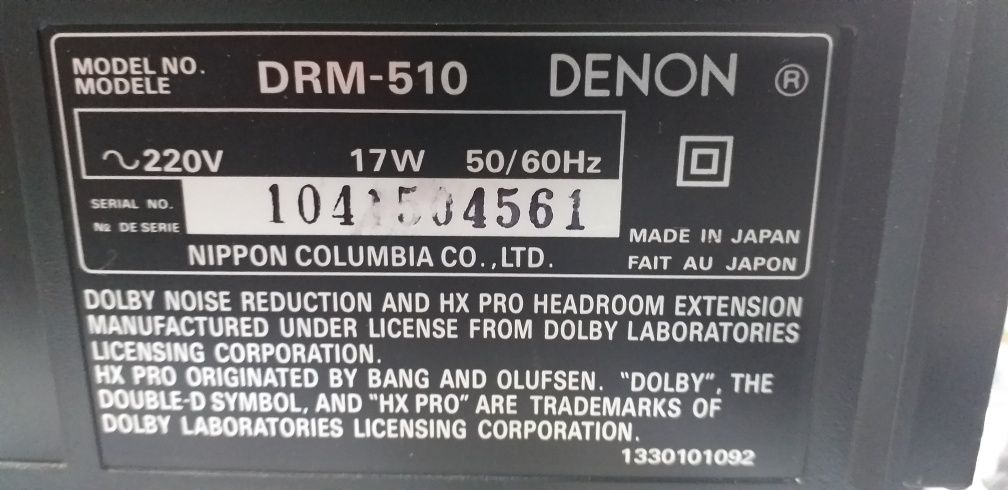 MODEL NO. DRM-510 DENON ®
MODELE
~220V 17W 50/60Hz
SERIAL NO.
№ DE SERIE
MADE IN JAPAN
NIPPON COLUMBIA CO.,LTD.
FAIT AU JAPON
DOLBY NOISE REDUCTION AND HX PRO HEADROOM EXTENSION
MANUFACTURED UNDER LICENSE FROM DOLBY LABORATORIES
LICENSING CORPORATION.
HX PRO ORIGINATED BY BANG AND OLUFSEN. "DOLBY", THE
DOUBLE-D SYMBOL, AND "HX PRO" ARE TRADEMARKS OF
DOLBY LABORATORIES LICENSING CORPORATION.
1330101092